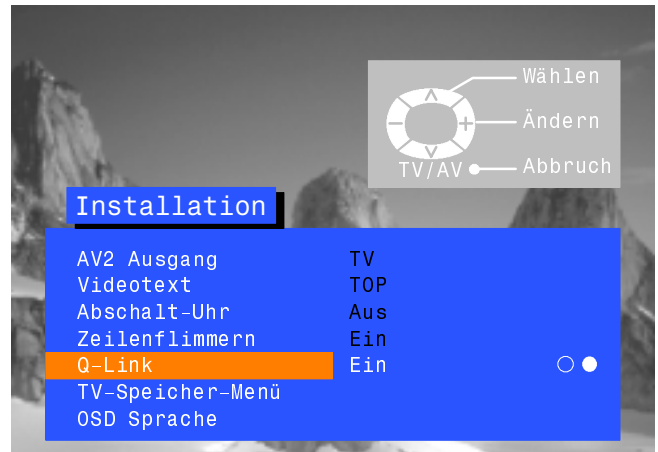 Wählen
Ändern
TV/AV Abbruch
Installation
AV2 Ausgang TV
Videotext TOP
Abschalt-Uhr Aus
Zeilenflimmern Ein
Q-Link Ein
TV-Speicher-Menü
OSD Sprache